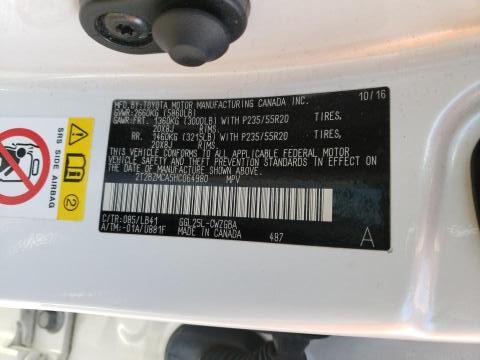 MFD.BY:TOYOTA MOTOR MANUFACTURING CANADA INC. 10/16
GVWR:2660KG (5860LB)
GAWR:FRT. 1360KG (3000LB) WITH P235/55R20 TIRES,
20X8J RIMS.
RR. 1460KG (3215LB) WITH P235/55R20 TIRES,
20X8J RIMS.
THIS VEHICLE CONFORMS TO ALL APPLICABLE FEDERAL MOTOR
VEHICLE SAFETY STANDARDS IN EFFECT ON THE DATE OF
MANUFACTURE SHOWN ABOVE.
2T2BZMCA5HC064960 MPV
C/TR:085/LB41 GGL25L-CWZGBA
A/TM:-01A/U881F MADE IN CANADA 487 A
SRS SIDE AIRBAG
2